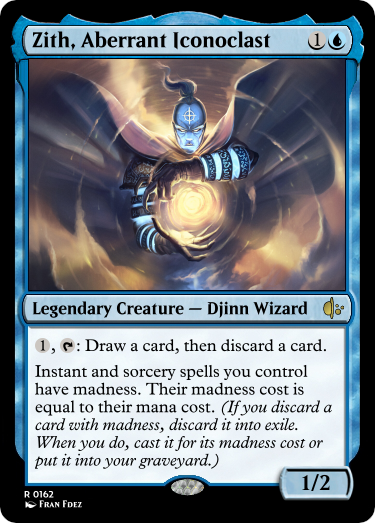 Zith, Aberrant Iconoclast 1
Legendary Creature — Djinn Wizard
1, : Draw a card, then discard a card.
Instant and sorcery spells you control
have madness. Their madness cost is
equal to their mana cost. (If you discard a
card with madness, discard it into exile.
When you do, cast it for its madness cost or
put it into your graveyard.)
1/2
R 0162
Fran Fdez